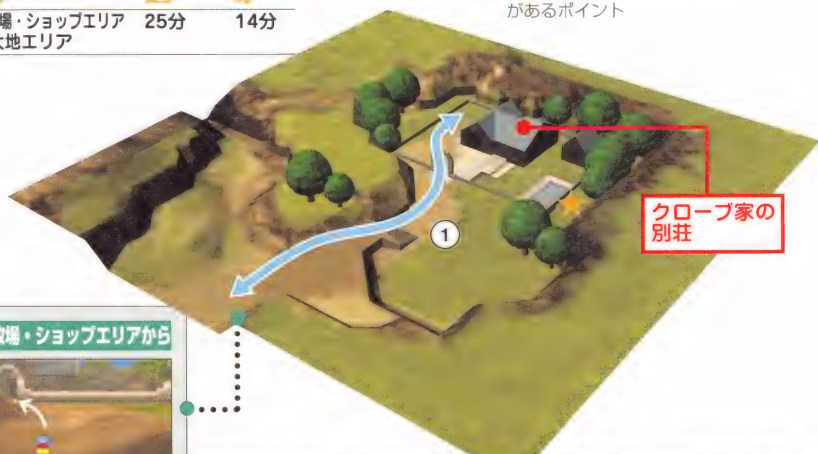 があるポイント
場・ショップエリア 25分 14分
大地エリア
クローブ家の
別荘
①
牧場・ショップエリアから